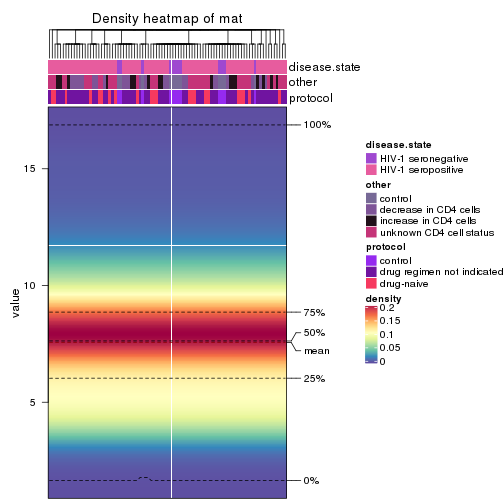 Density heatmap of mat
disease.state
other
protocol
100%
15
10
5
value
75%
50%
mean
25%
0%
disease.state
HIV-1 seronegative
HIV-1 seropositive
other
control
decrease in CD4 cells
increase in CD4 cells
unknown CD4 cell status
protocol
control
drug regimen not indicated
drug-naive
density
0.2
0.15
0.1
0.05
0